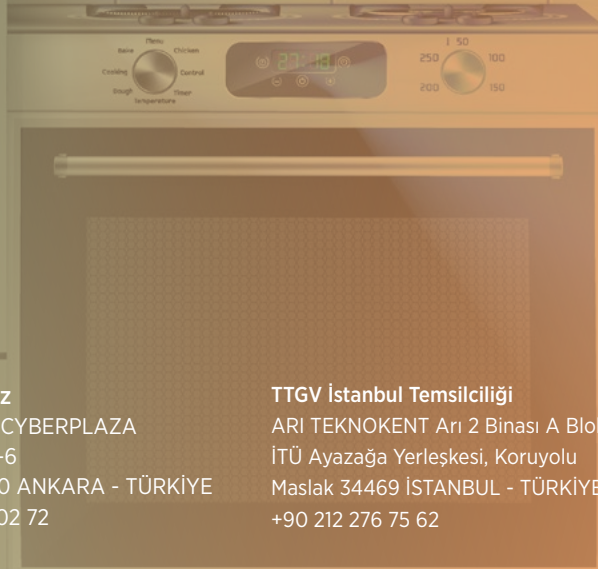 Menu
Bake
Chicken
Cooking
Control
Dough
Timer
Temperature
27:18
50
250
100
200
150
z
CYBERPLAZA
-6
0 ANKARA - TÜRKİYE
02 72
TTGV İstanbul Temsilciliği
ARI TEKNOKENT Arı 2 Binası A Blo
İTÜ Ayazağa Yerleşkesi, Koruyolu
Maslak 34469 İSTANBUL - TÜRKİYE
+90 212 276 75 62